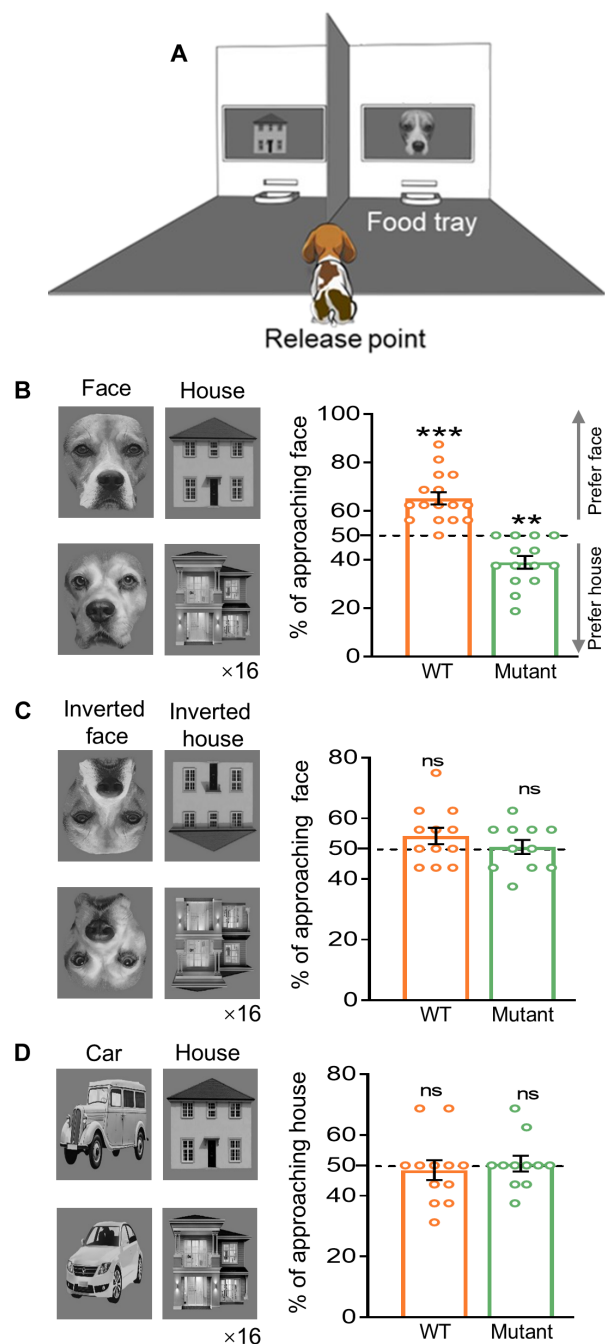 A
Food tray
Release point
B
Face
House
×16
% of approaching face
100
80
60
50
40
20
0
***
**
WT
Mutant
Prefer face
Prefer house
C
Inverted
face
Inverted
house
×16
% of approaching face
80
60
50
40
20
0
ns
ns
WT
Mutant
D
Car
House
×16
% of approaching house
80
60
50
40
20
0
ns
ns
WT
Mutant